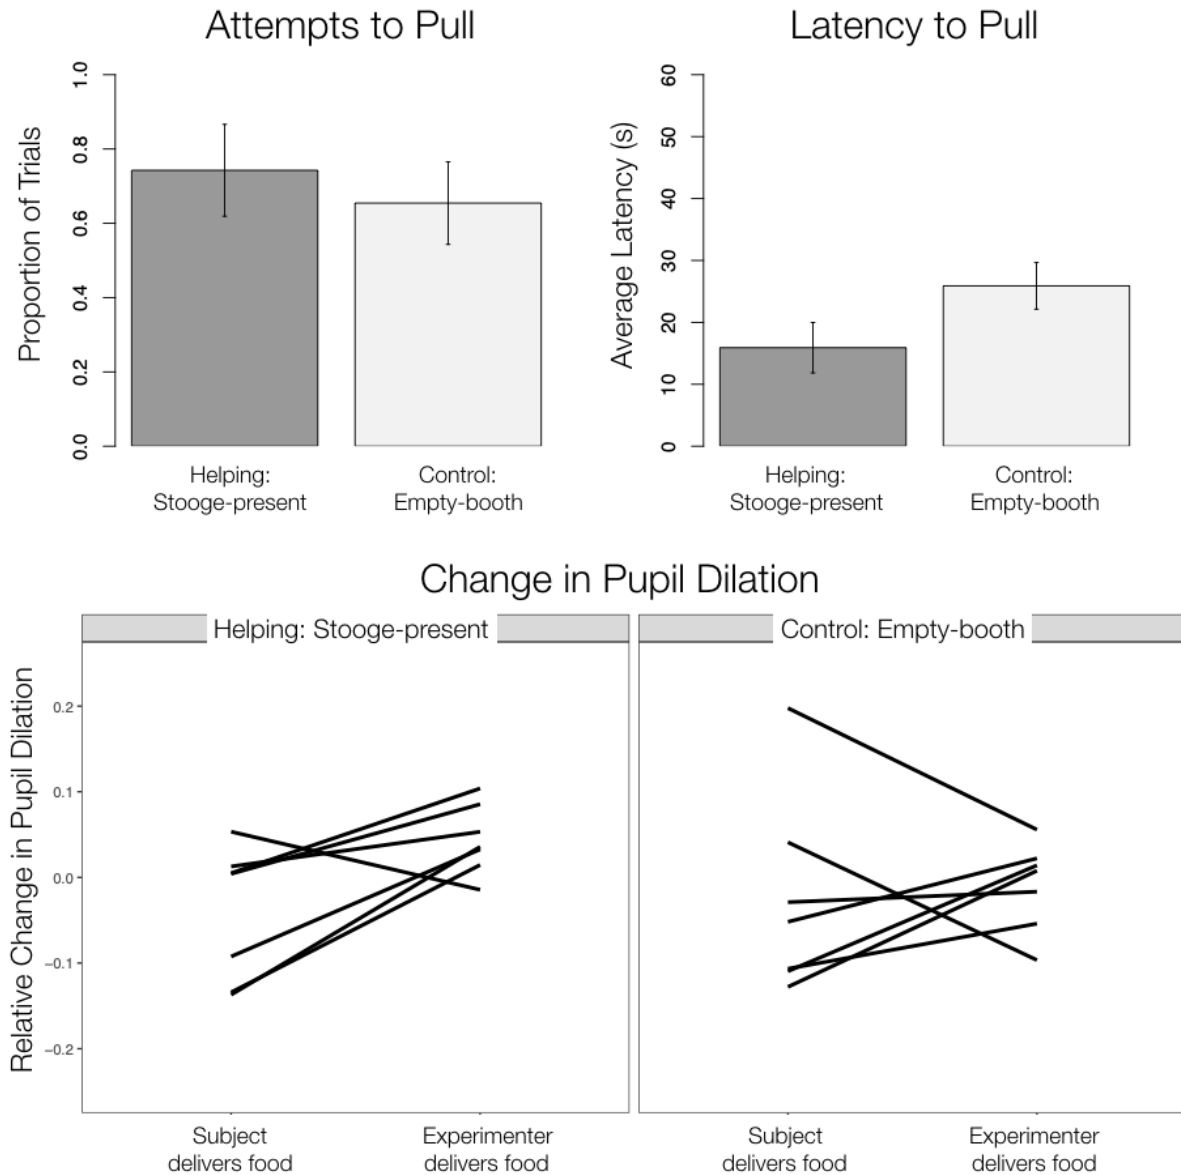 Attempts to Pull
Proportion of Trials
1.0
0.8
0.6
0.4
0.2
0.0
Helping:
Stooge-present
Control:
Empty-booth
Latency to Pull
Average Latency (s)
60
50
40
30
20
10
0
Helping:
Stooge-present
Control:
Empty-booth
Change in Pupil Dilation
Helping: Stooge-present
Control: Empty-booth
Relative Change in Pupil Dilation
0.2
0.1
0.0
−0.1
−0.2
Subject
delivers food
Experimenter
delivers food
Subject
delivers food
Experimenter
delivers food